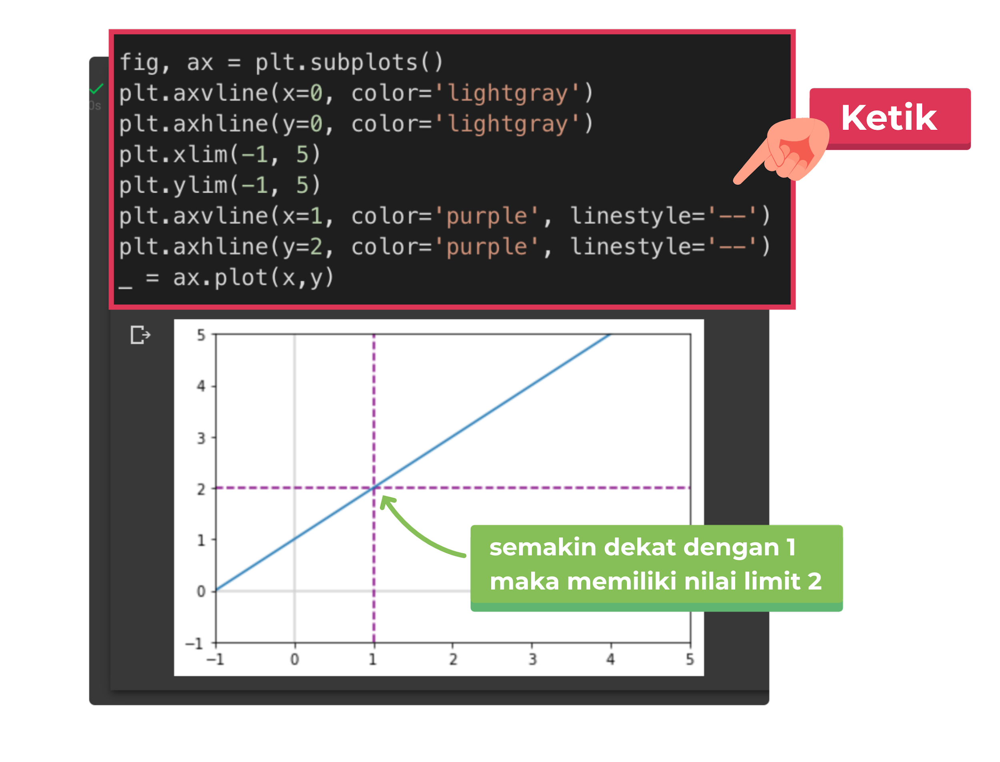 fig, ax = plt.subplots()
plt.axvline(x=0, color='lightgray')
plt.axhline(y=0, color='lightgray')
plt.xlim(-1, 5)
plt.ylim(-1, 5)
plt.axvline(x=1, color='purple', linestyle='--')
plt.axhline(y=2, color='purple', linestyle='--')
_ = ax.plot(x,y)
0s
Ketik
5
4
3
2
1
0
−1
−1 0 1 2 3 4 5
semakin dekat dengan 1
maka memiliki nilai limit 2